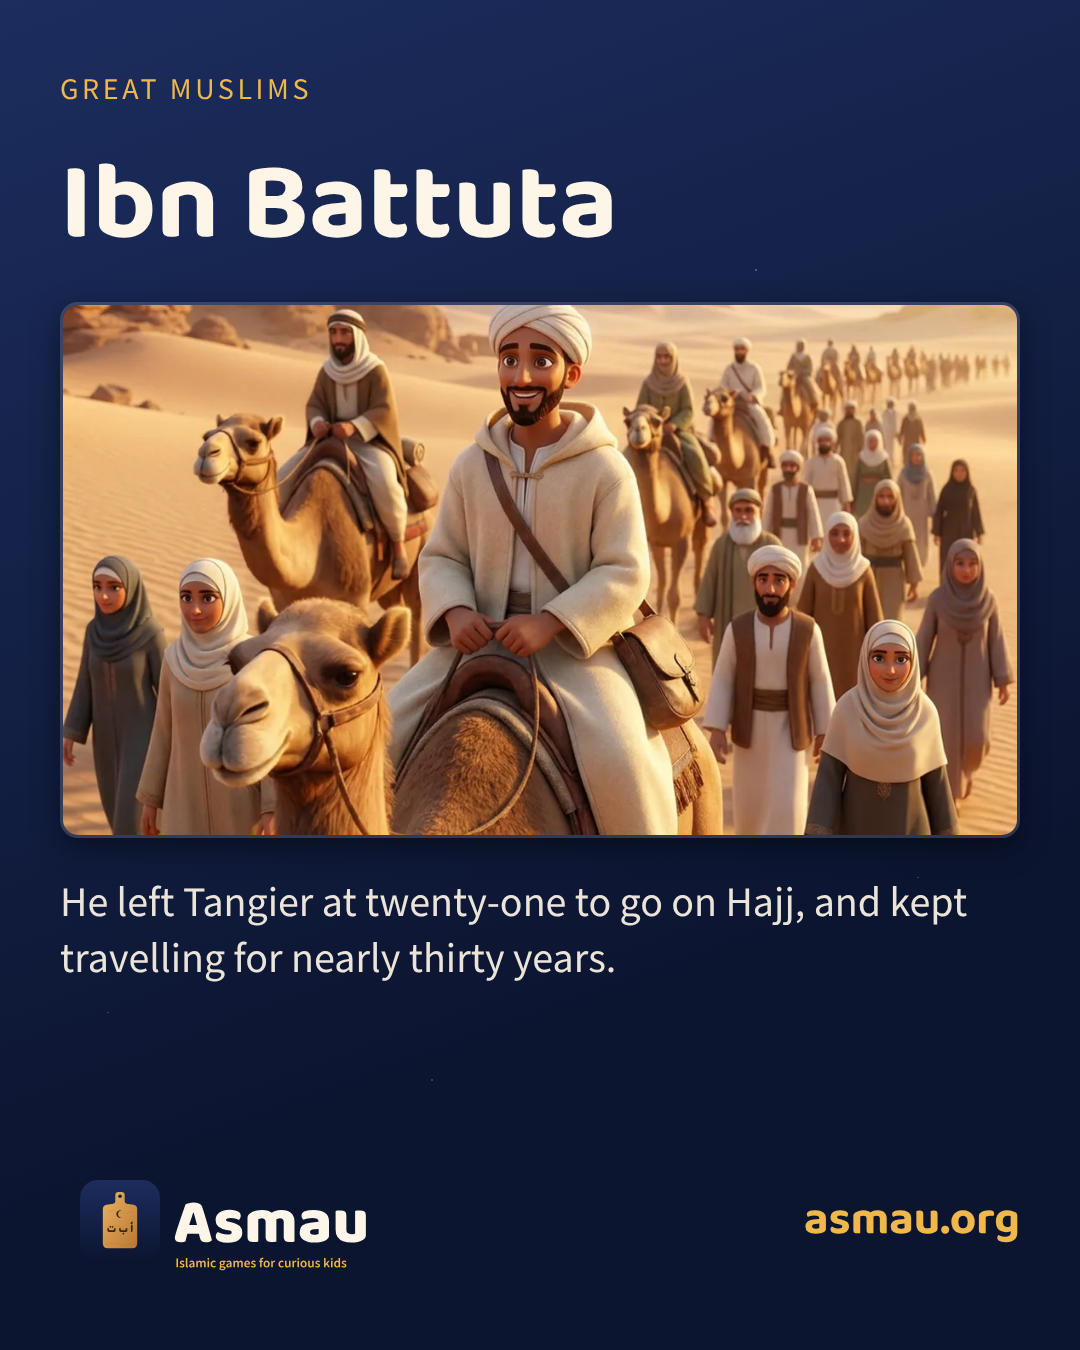 GREAT MUSLIMS
Ibn Battuta
He left Tangier at twenty-one to go on Hajj, and kept
travelling for nearly thirty years.
أ ب ت
Asmau
Islamic games for curious kids
asmau.org